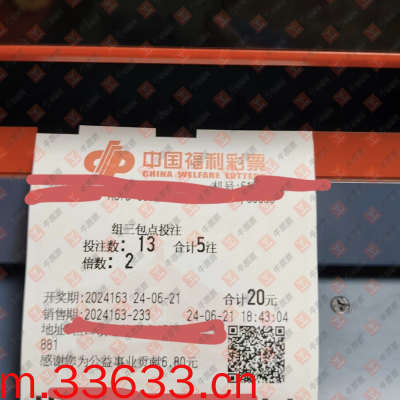 中国福利彩票
CHINA WELFARE LOTTERY
机号:
组三包点投注
投注数: 13 合计5注
倍数: 2
开奖期: 2024163 24-06-21 合计20元
销售期: 2024163-233 24-06-21 18:43:04
地址
881
感谢您为公益事业贡献6.80元
m.33633.cn